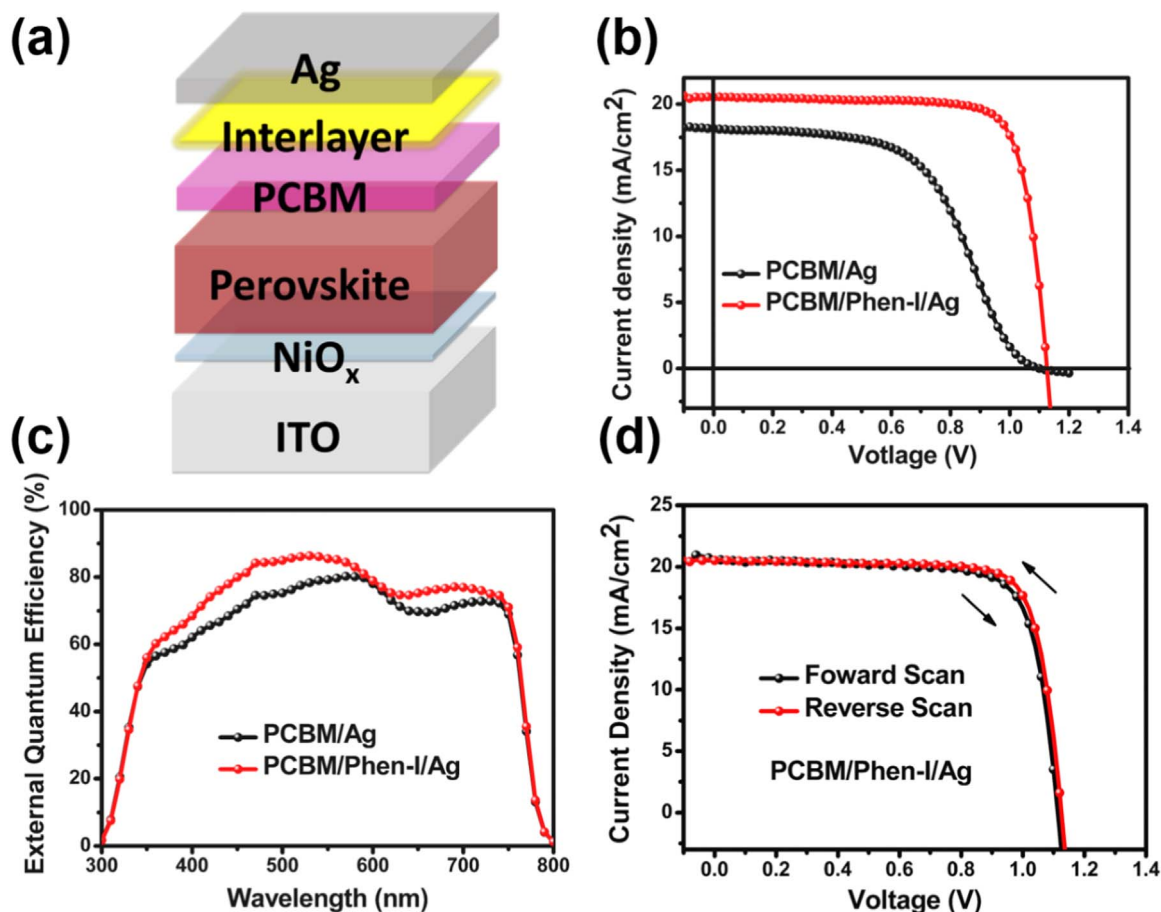 (a)
Ag
Interlayer
PCBM
Perovskite
NiOx
ITO
(b)
Current density (mA/cm2)
20
15
10
5
0
PCBM/Ag
PCBM/Phen-I/Ag
0.0 0.2 0.4 0.6 0.8 1.0 1.2 1.4
Votlage (V)
(c)
External Quantum Efficiency (%)
100
80
60
40
20
0
PCBM/Ag
PCBM/Phen-I/Ag
300 400 500 600 700 800
Wavelength (nm)
(d)
Current Density (mA/cm2)
25
20
15
10
5
0
Foward Scan
Reverse Scan
PCBM/Phen-I/Ag
0.0 0.2 0.4 0.6 0.8 1.0 1.2 1.4
Voltage (V)